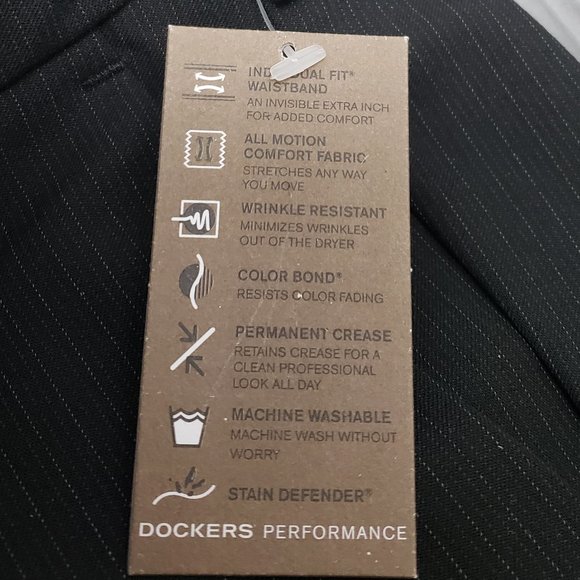 INDIVIDUAL FIT®
WAISTBAND
AN INVISIBLE EXTRA INCH
FOR ADDED COMFORT
ALL MOTION
COMFORT FABRIC
STRETCHES ANY WAY
YOU MOVE
WRINKLE RESISTANT
MINIMIZES WRINKLES
OUT OF THE DRYER
COLOR BOND®
RESISTS COLOR FADING
PERMANENT CREASE
RETAINS CREASE FOR A
CLEAN PROFESSIONAL
LOOK ALL DAY
MACHINE WASHABLE
MACHINE WASH WITHOUT
WORRY
STAIN DEFENDER®
DOCKERS® PERFORMANCE